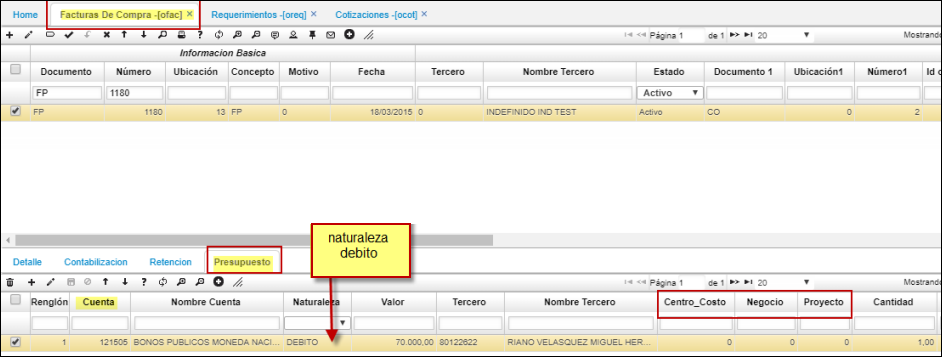 Home Facturas De Compra -[ofac] × Requerimientos -[oreq] × Cotizaciones -[ocot] ×
Página 1 de 1 20 Mostrando
Informacion Basica
Documento Número Ubicación Concepto Motivo Fecha Tercero Nombre Tercero Estado Documento 1 Ubicación1 Número1 Id
FP 1180 Activo
FP 1180 13 FP 0 18/03/2015 0 INDEFINIDO IND TEST Activo CO 0 2
naturaleza
debito
Detalle Contabilizacion Retencion Presupuesto
Página 1 de 1 20 Mostrando
Renglón Cuenta Nombre Cuenta Naturaleza Valor Tercero Nombre Tercero Centro_Costo Negocio Proyecto Cantidad
1 121505 BONOS PUBLICOS MONEDA NACI... DEBITO 70.000,00 80122622 RIANO VELASQUEZ MIGUEL HER... 0 0 0 1,00